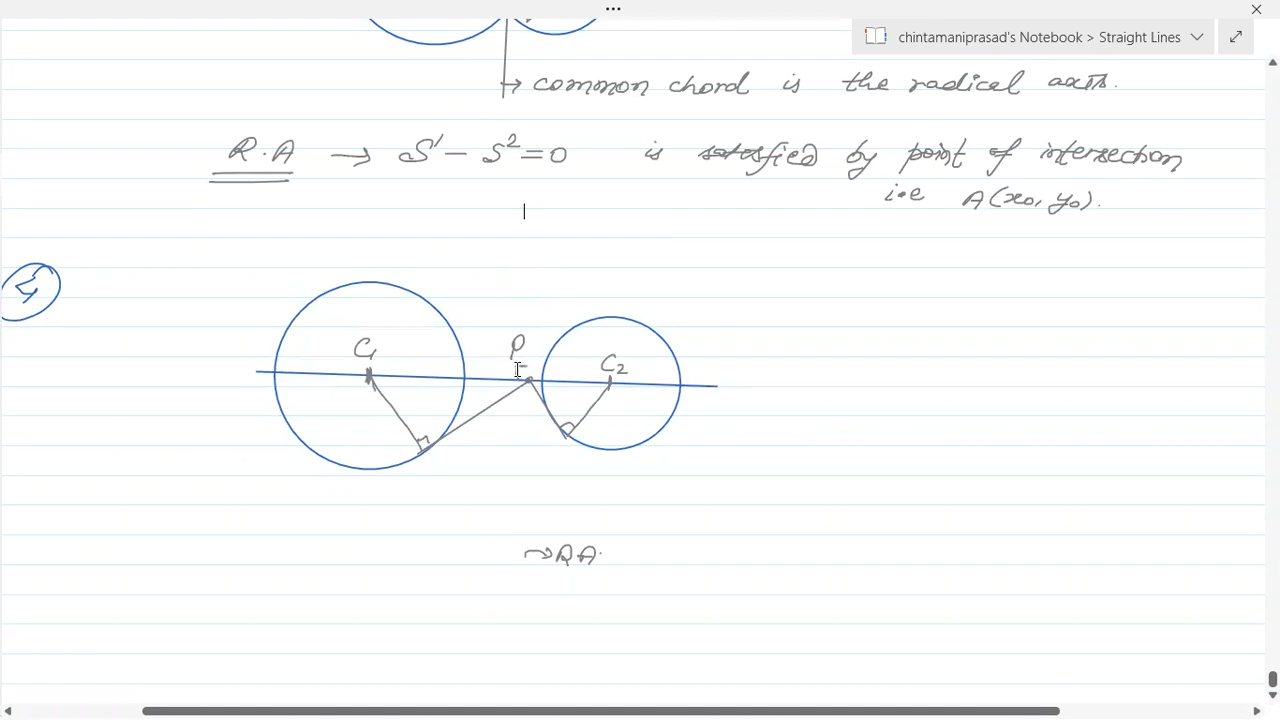 chintamaniprasad's Notebook > Straight Lines
→ common chord is the radical axis.
R.A → S¹ - S² = 0 is satisfied by point of intersection
i.e A(x₀, y₀).
C₁
P
C₂
→ RA.